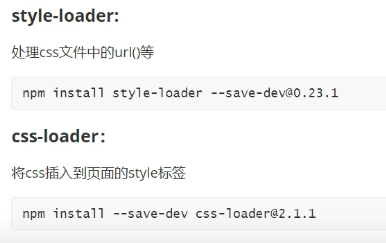 style-loader:
处理css文件中的url()等
npm install style-loader --save-dev@0.23.1
css-loader：
将css插入到页面的style标签
npm install --save-dev css-loader@2.1.1